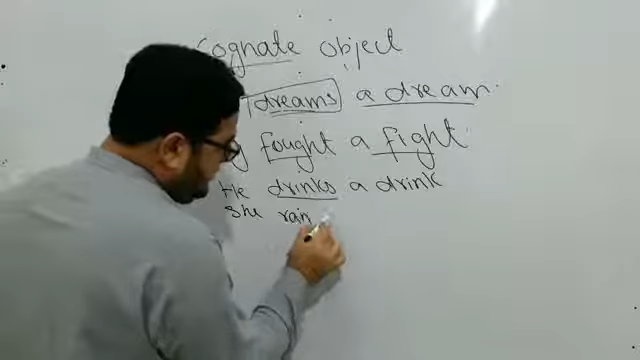 Cognate object
dreams a dream.
y fought a fight
He drinks a drink
She ran